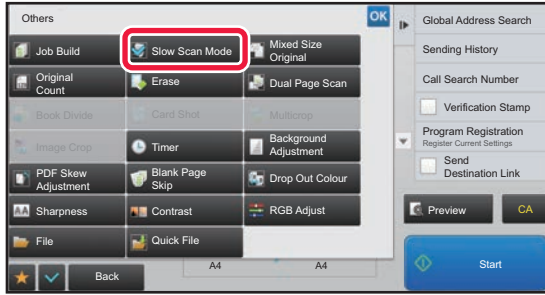 Others
OK
Job Build
Slow Scan Mode
Mixed Size
Original
Original
Count
Erase
Dual Page Scan
Book Divide
Card Shot
Multicrop
Image Crop
Timer
Background
Adjustment
PDF Skew
Adjustment
Blank Page
Skip
Drop Out Colour
AA Sharpness
Contrast
RGB Adjust
File
Quick File
Back
A4
A4
Global Address Search
Sending History
Call Search Number
Verification Stamp
Program Registration
Register Current Settings
Send
Destination Link
Preview
CA
Start